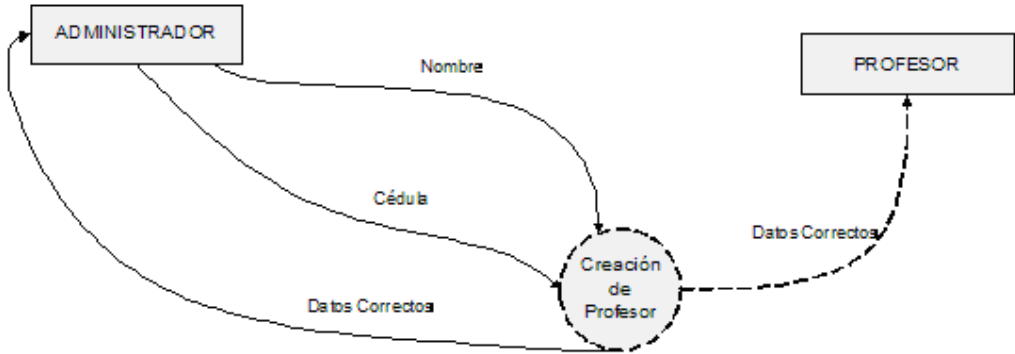 ADMINISTRADOR
Nombre
PROFESOR
Cédula
Datos Correctos
Creación
de
Profesor
Datos Correctos